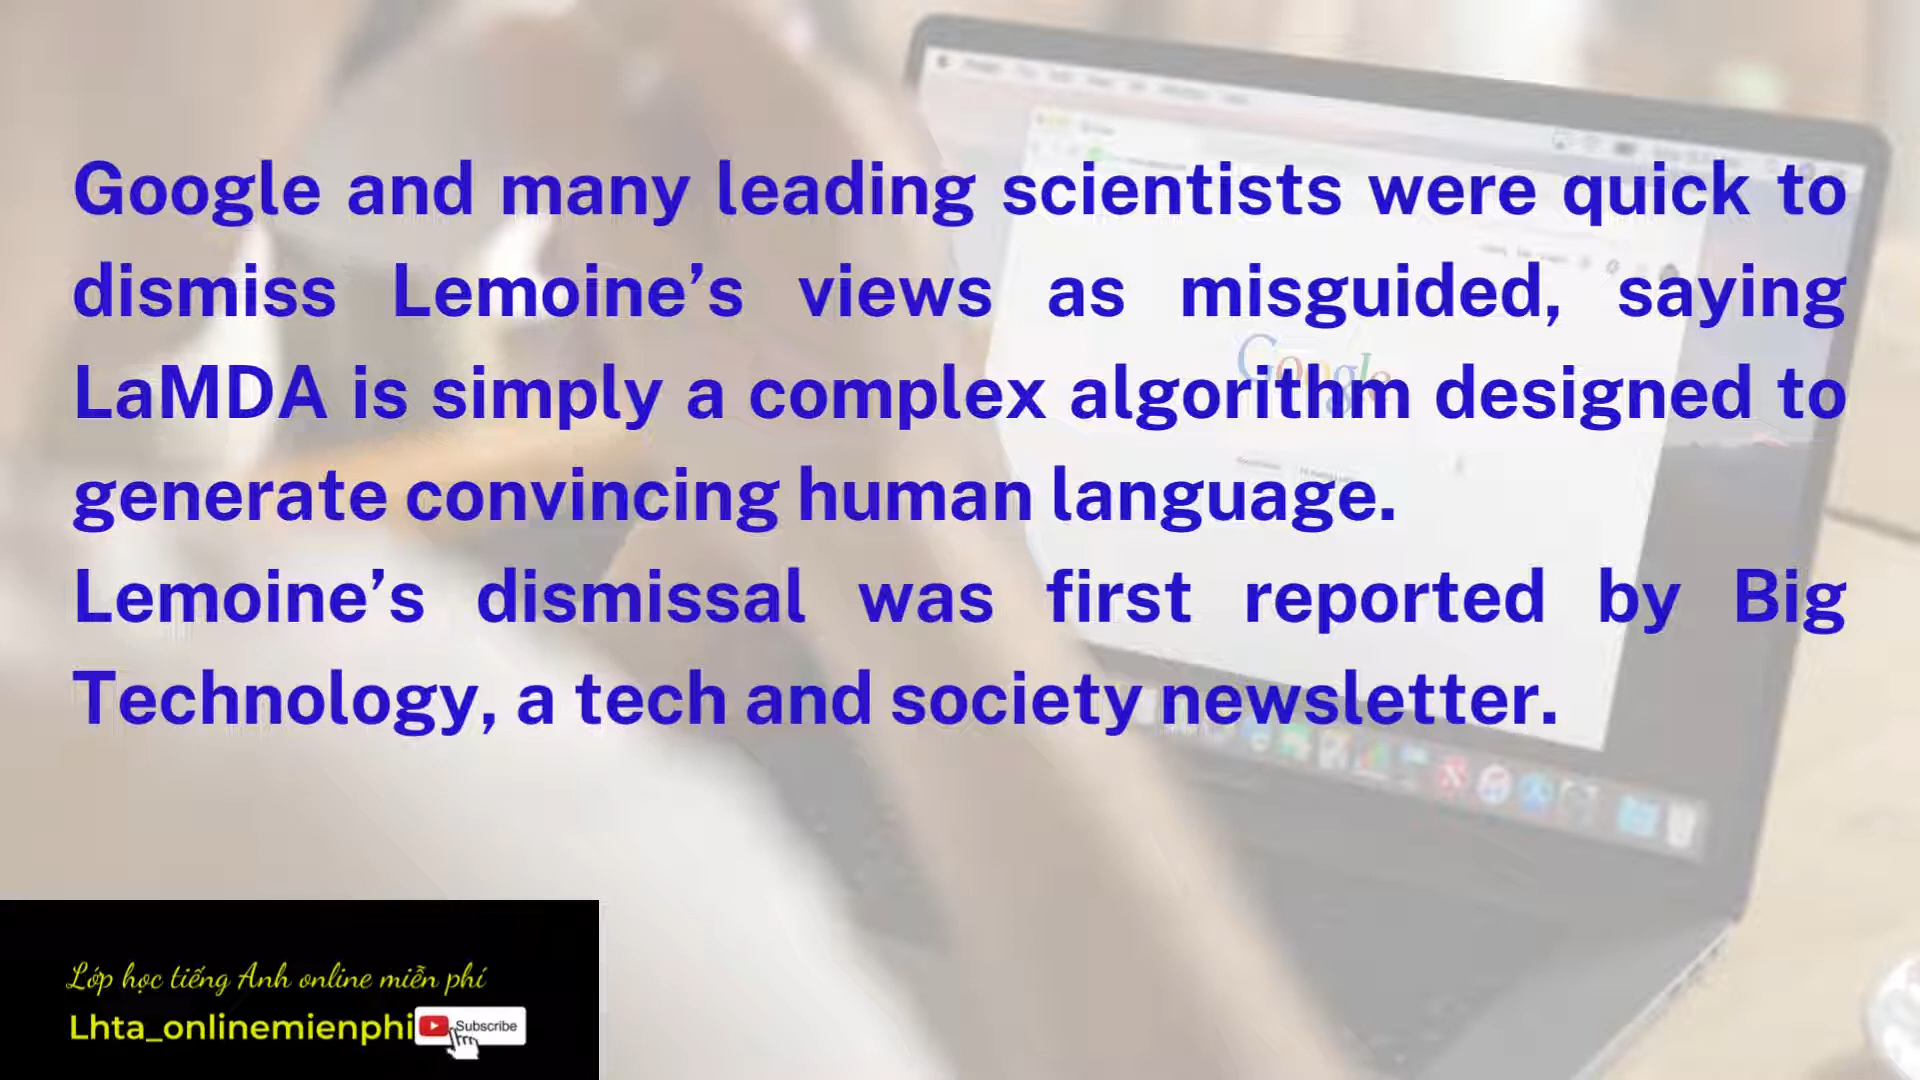 Google and many leading scientists were quick to
dismiss Lemoine’s views as misguided, saying
LaMDA is simply a complex algorithm designed to
generate convincing human language.
Lemoine’s dismissal was first reported by Big
Technology, a tech and society newsletter.
Google
Lớp học tiếng Anh online miễn phí
Lhta_onlinemienphi
Subscribe